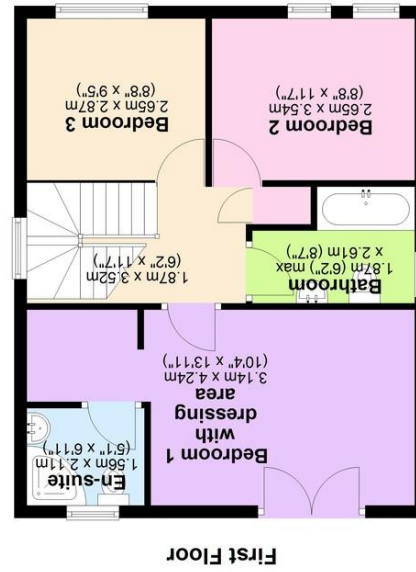 First Floor
En-suite
1.56m x 2.11m
(5'1" x 6'11")
Bedroom 1
with
dressing
area
3.14m x 4.24m
(10'4" x 13'11")
Bathroom
1.87m (6'2") max
x 2.61m (8'7")
1.87m x 3.52m
(6'2" x 11'7")
Bedroom 2
2.65m x 3.54m
(8'8" x 11'7")
Bedroom 3
2.65m x 2.87m
(8'8" x 9'5")